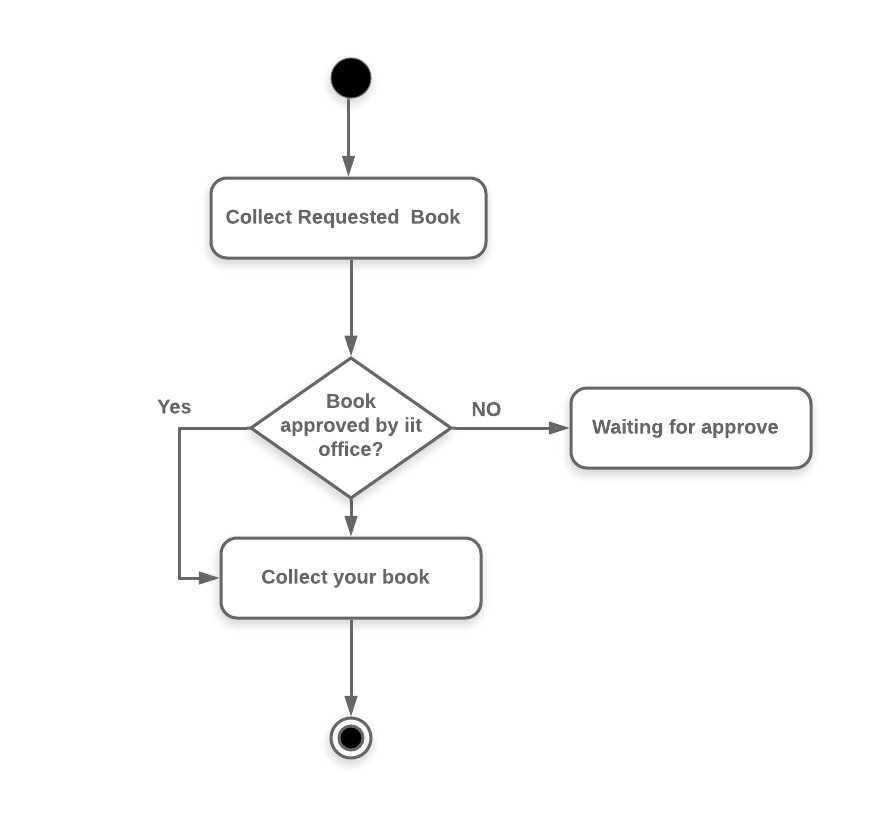 Collect Requested  Book
Yes
Book
approved by iit
office?
NO
Waiting for approve
Collect your book